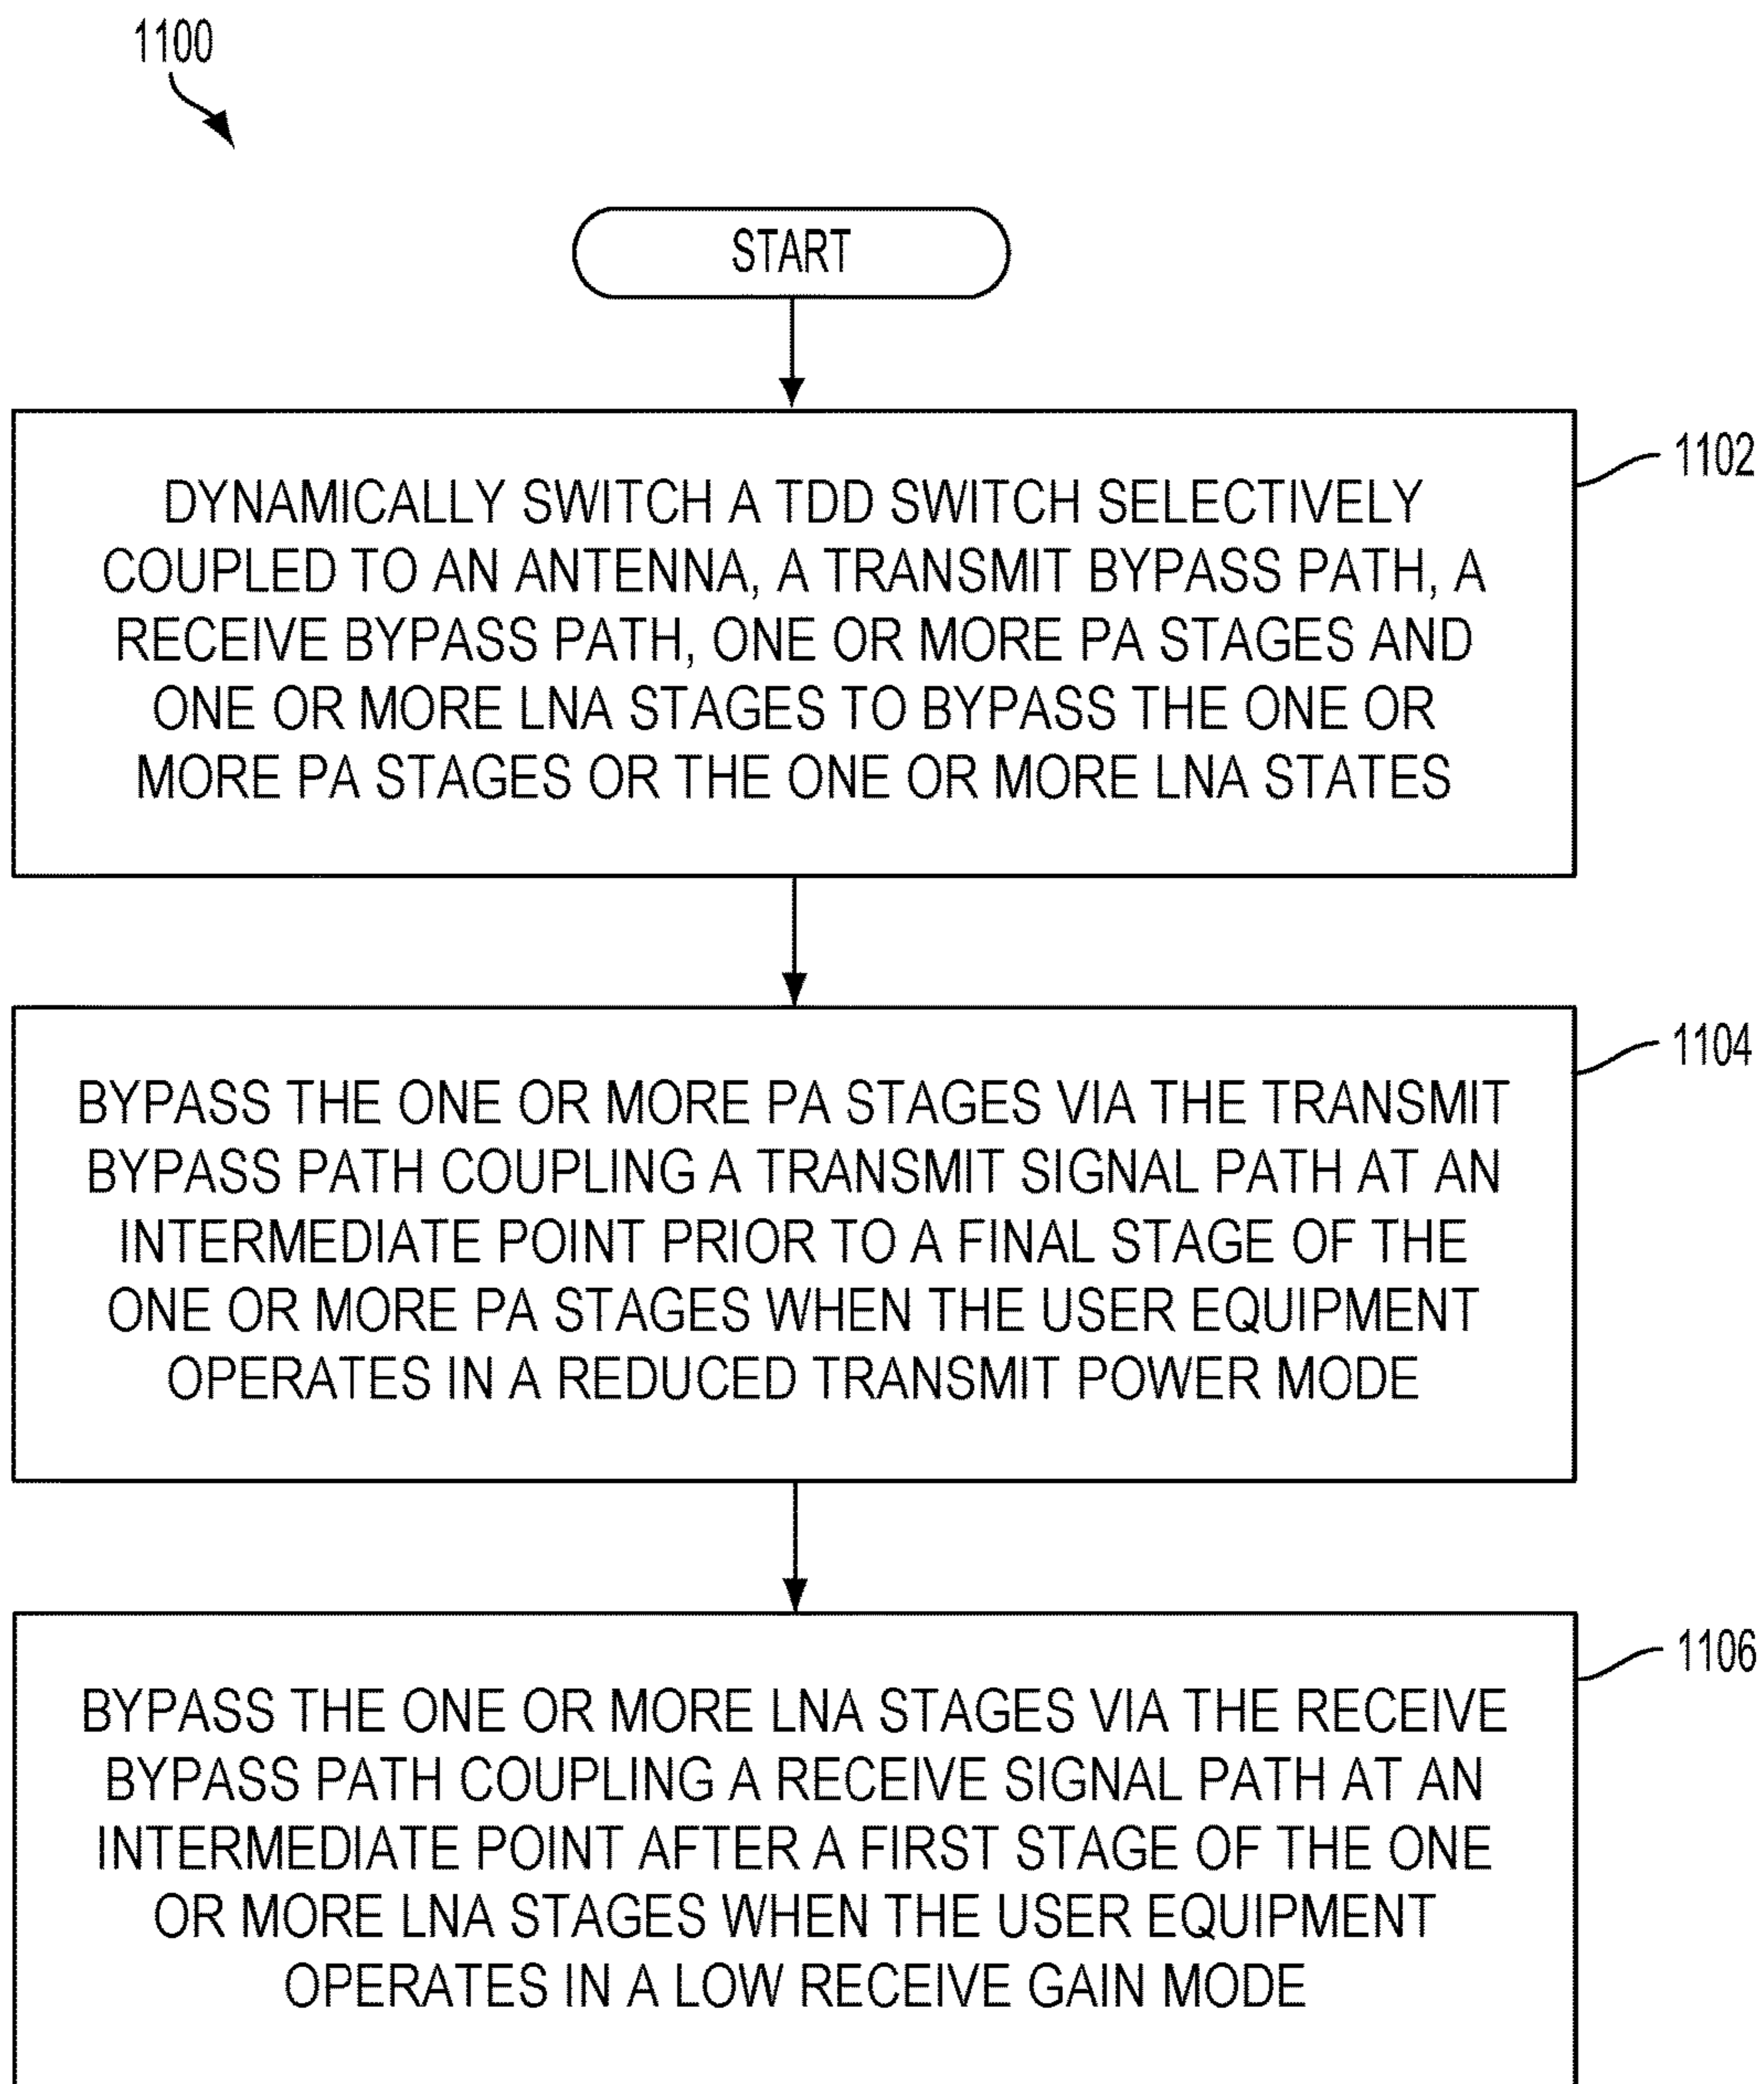 1100
START
1102
DYNAMICALLY SWITCH A TDD SWITCH SELECTIVELY
COUPLED TO AN ANTENNA, A TRANSMIT BYPASS PATH, A
RECEIVE BYPASS PATH, ONE OR MORE PA STAGES AND
ONE OR MORE LNA STAGES TO BYPASS THE ONE OR
MORE PA STAGES OR THE ONE OR MORE LNA STATES
1104
BYPASS THE ONE OR MORE PA STAGES VIA THE TRANSMIT
BYPASS PATH COUPLING A TRANSMIT SIGNAL PATH AT AN
INTERMEDIATE POINT PRIOR TO A FINAL STAGE OF THE
ONE OR MORE PA STAGES WHEN THE USER EQUIPMENT
OPERATES IN A REDUCED TRANSMIT POWER MODE
1106
BYPASS THE ONE OR MORE LNA STAGES VIA THE RECEIVE
BYPASS PATH COUPLING A RECEIVE SIGNAL PATH AT AN
INTERMEDIATE POINT AFTER A FIRST STAGE OF THE ONE
OR MORE LNA STAGES WHEN THE USER EQUIPMENT
OPERATES IN A LOW RECEIVE GAIN MODE